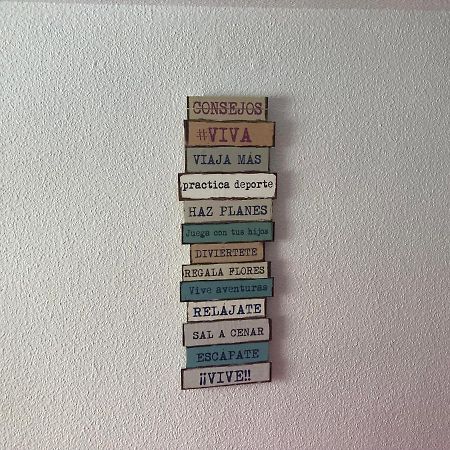 CONSEJOS
#VIVA
VIAJA MÁS
practica deporte
HAZ PLANES
Juega con tus hijos
DIVIERTETE
REGALA FLORES
Vive aventuras
RELÁJATE
SAL A CENAR
ESCÁPATE
¡¡VIVE!!